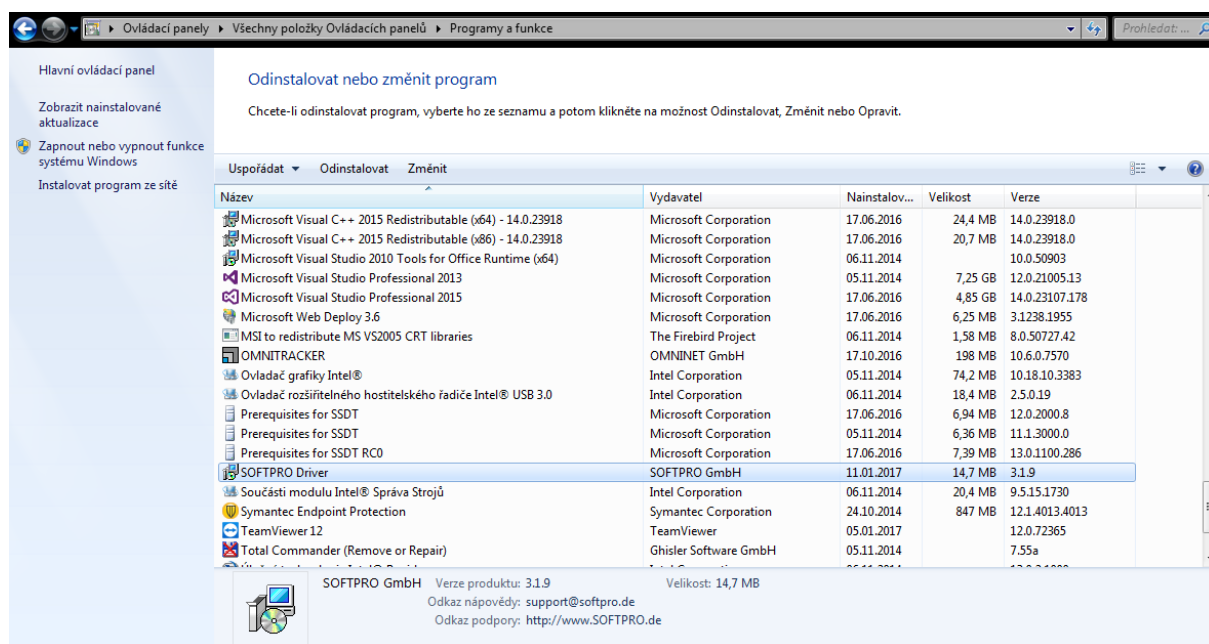 Ovládací panely ▸ Všechny položky Ovládacích panelů ▸ Programy a funkce Prohledat: ...
Hlavní ovládací panel
Zobrazit nainstalované
aktualizace
Zapnout nebo vypnout funkce
systému Windows
Instalovat program ze sítě
Odinstalovat nebo změnit program
Chcete-li odinstalovat program, vyberte ho ze seznamu a potom klikněte na možnost Odinstalovat, Změnit nebo Opravit.
Uspořádat Odinstalovat Změnit
Název Vydavatel Nainstalov... Velikost Verze
Microsoft Visual C++ 2015 Redistributable (x64) - 14.0.23918 Microsoft Corporation 17.06.2016 24,4 MB 14.0.23918.0
Microsoft Visual C++ 2015 Redistributable (x86) - 14.0.23918 Microsoft Corporation 17.06.2016 20,7 MB 14.0.23918.0
Microsoft Visual Studio 2010 Tools for Office Runtime (x64) Microsoft Corporation 06.11.2014 10.0.50903
Microsoft Visual Studio Professional 2013 Microsoft Corporation 05.11.2014 7,25 GB 12.0.21005.13
Microsoft Visual Studio Professional 2015 Microsoft Corporation 17.06.2016 4,85 GB 14.0.23107.178
Microsoft Web Deploy 3.6 Microsoft Corporation 17.06.2016 6,25 MB 3.1238.1955
MSI to redistribute MS VS2005 CRT libraries The Firebird Project 06.11.2014 1,58 MB 8.0.50727.42
OMNITRACKER OMNINET GmbH 17.10.2016 198 MB 10.6.0.7570
Ovladač grafiky Intel® Intel Corporation 05.11.2014 74,2 MB 10.18.10.3383
Ovladač rozšiřitelného hostitelského řadiče Intel® USB 3.0 Intel Corporation 06.11.2014 18,4 MB 2.5.0.19
Prerequisites for SSDT Microsoft Corporation 17.06.2016 6,94 MB 12.0.2000.8
Prerequisites for SSDT Microsoft Corporation 05.11.2014 6,36 MB 11.1.3000.0
Prerequisites for SSDT RC0 Microsoft Corporation 17.06.2016 7,39 MB 13.0.1100.286
SOFTPRO Driver SOFTPRO GmbH 11.01.2017 14,7 MB 3.1.9
Součásti modulu Intel® Správa Strojů Intel Corporation 06.11.2014 20,4 MB 9.5.15.1730
Symantec Endpoint Protection Symantec Corporation 24.10.2014 847 MB 12.1.4013.4013
TeamViewer 12 TeamViewer 05.01.2017 12.0.72365
Total Commander (Remove or Repair) Ghisler Software GmbH 05.11.2014 7.55a
SOFTPRO GmbH Verze produktu: 3.1.9 Velikost: 14,7 MB
Odkaz nápovědy: support@softpro.de
Odkaz podpory: http://www.SOFTPRO.de